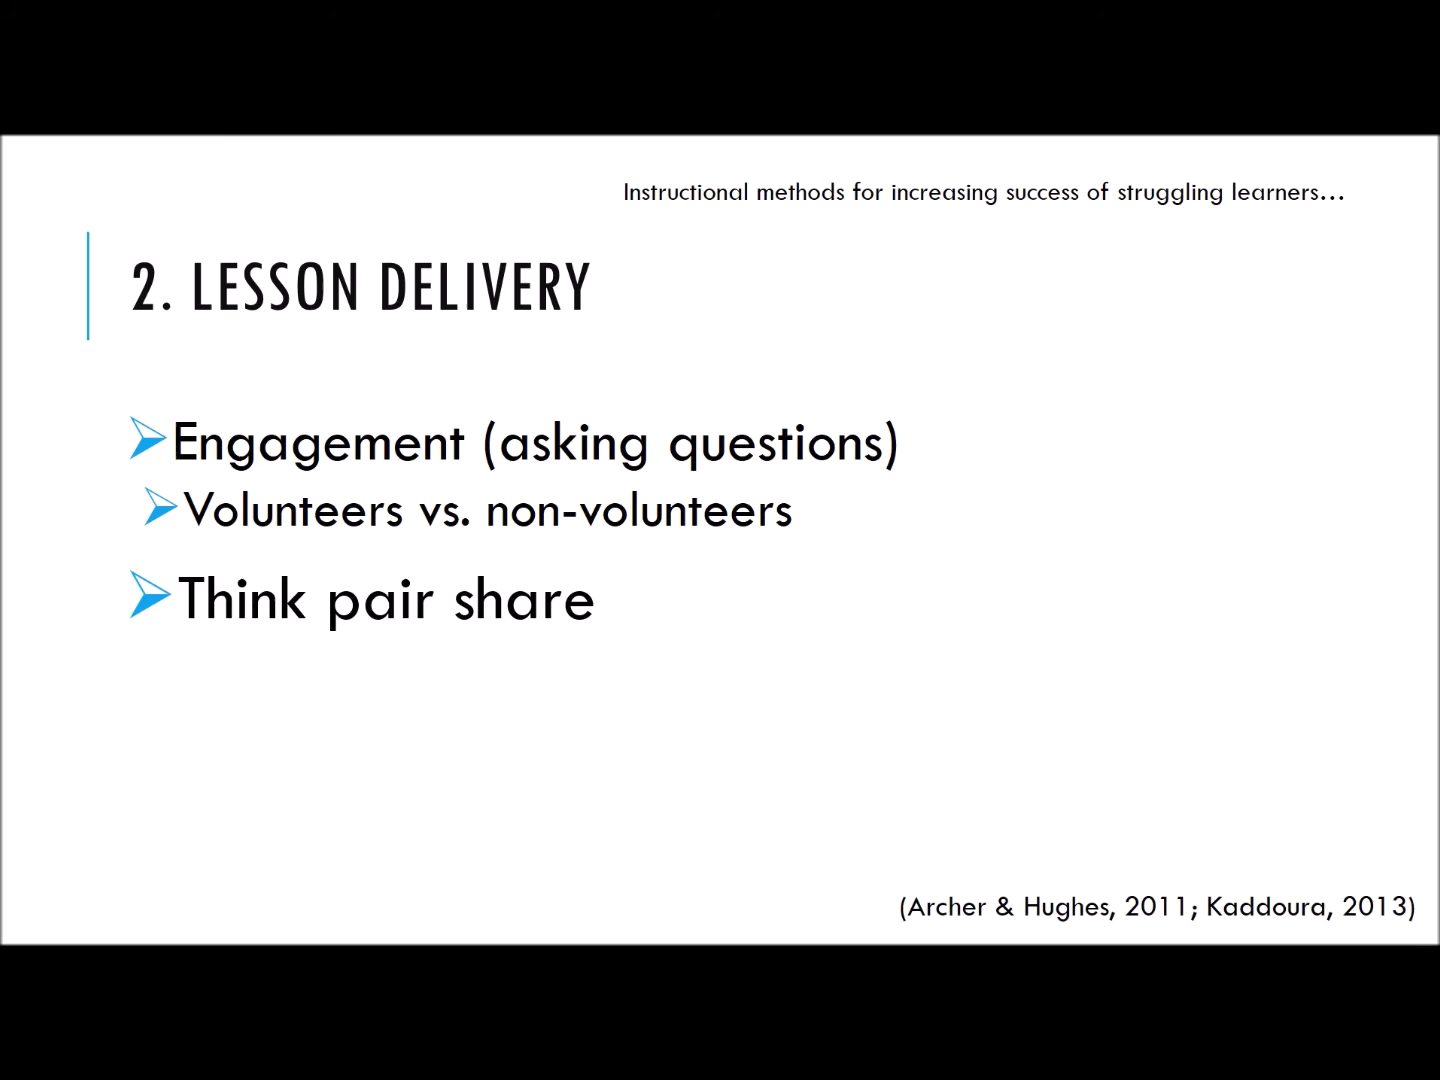 Instructional methods for increasing success of struggling learners...
2. LESSON DELIVERY
Engagement (asking questions)
Volunteers vs. non-volunteers
Think pair share
(Archer & Hughes, 2011; Kaddoura, 2013)